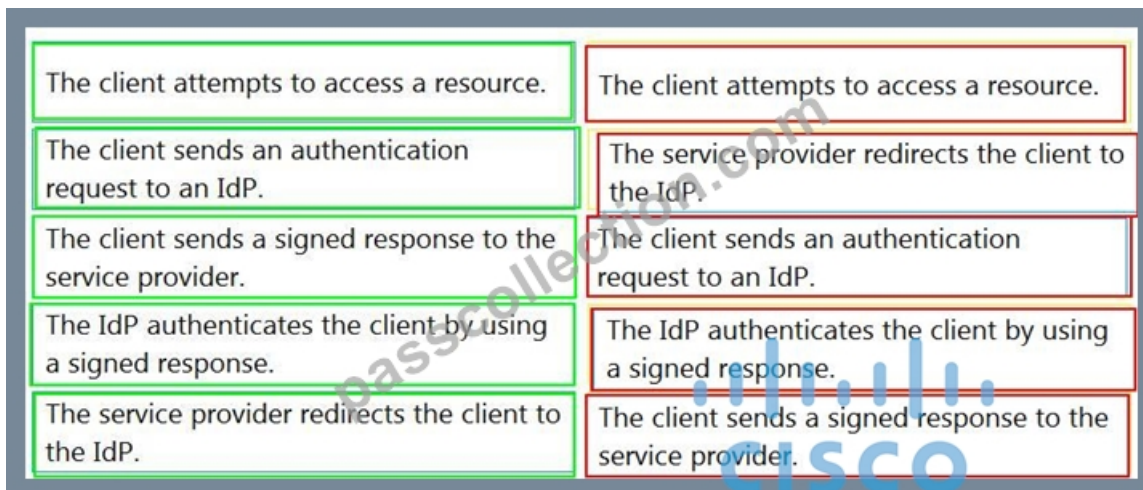 The client attempts to access a resource.
The client sends an authentication
request to an IdP.
The client sends a signed response to the
service provider.
The IdP authenticates the client by using
a signed response.
The service provider redirects the client to
the IdP.
The client attempts to access a resource.
The service provider redirects the client to
the IdP.
The client sends an authentication
request to an IdP.
The IdP authenticates the client by using
a signed response.
The client sends a signed response to the
service provider.
passcollection.com
CISCO